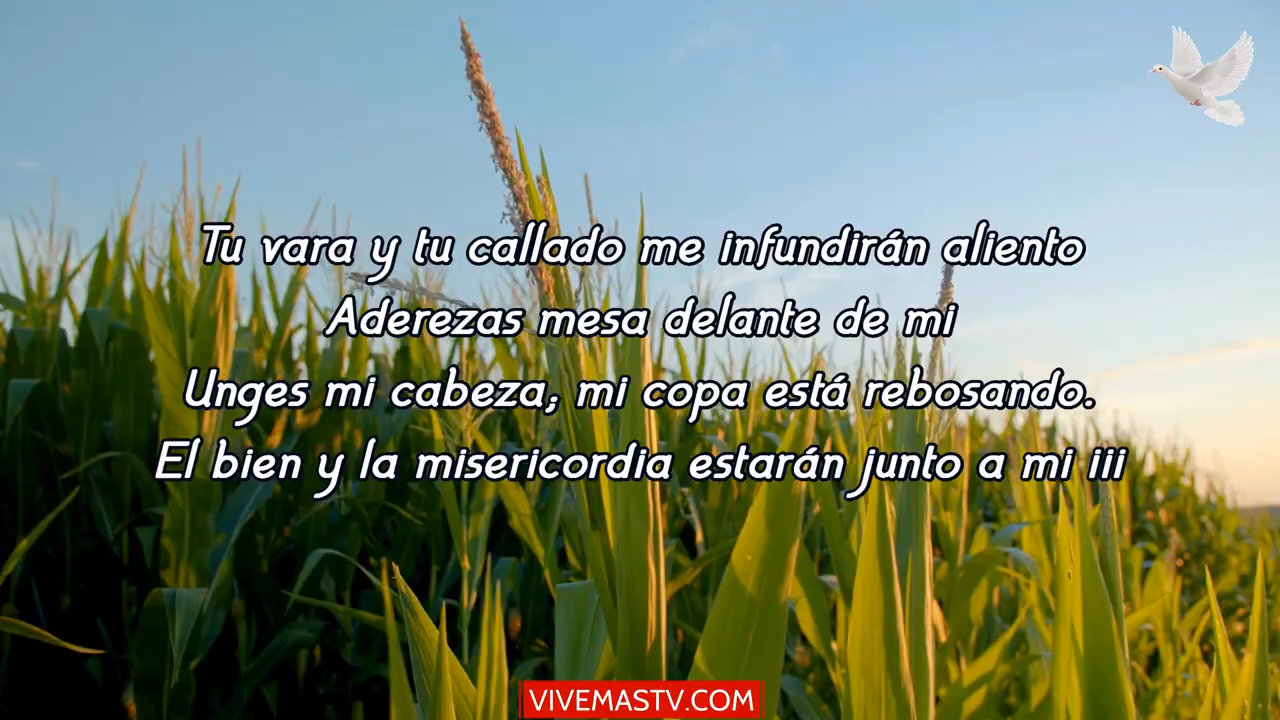 Tu vara y tu callado me infundirán aliento
Aderezas mesa delante de mi
Unges mi cabeza; mi copa está rebosando.
El bien y la misericordia estarán junto a mi iii
VIVEMASTV.COM